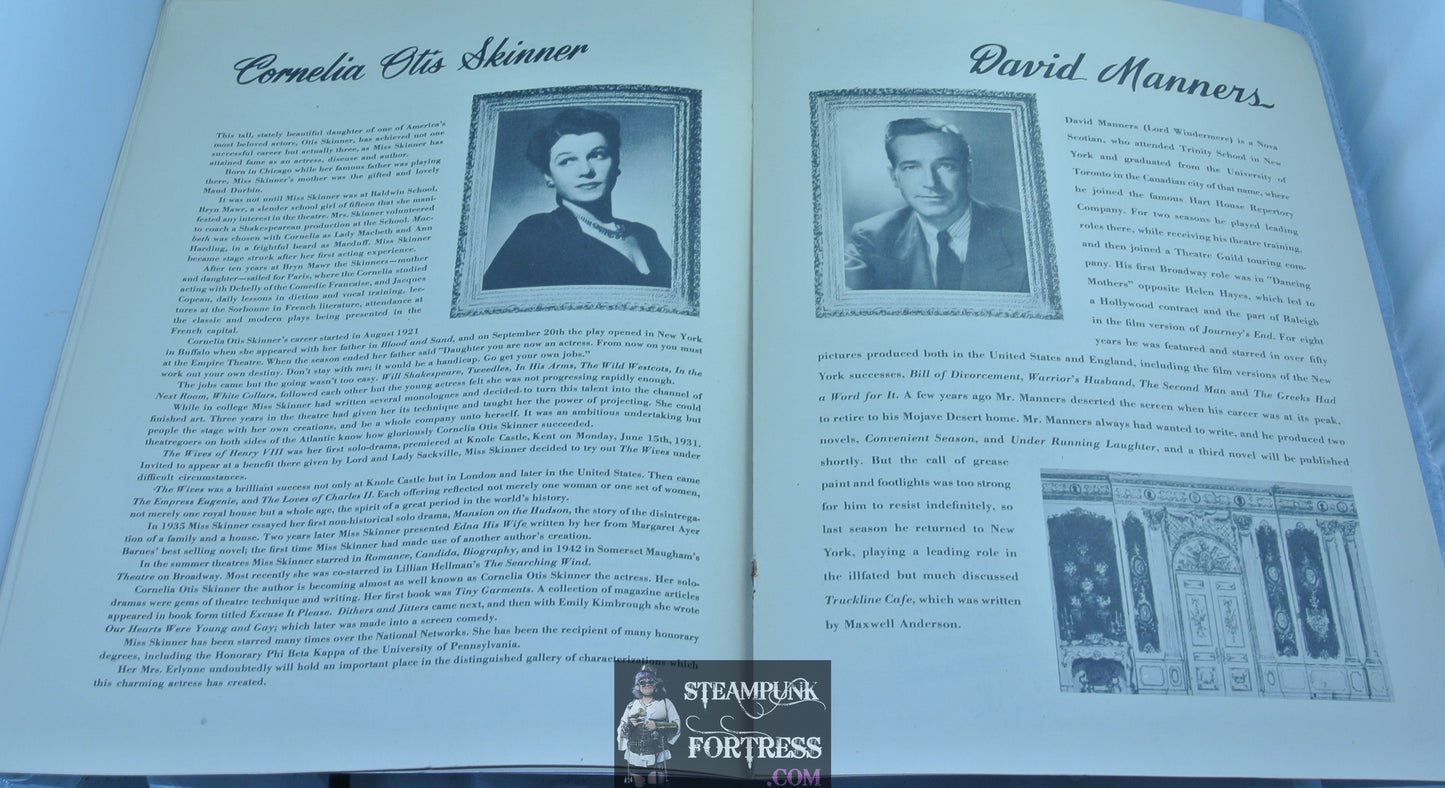 Cornelia Otis Skinner
This tall, stately beautiful daughter of one of America's
most beloved actors, Otis Skinner, has achieved not one
successful career but actually three, as Miss Skinner has
attained fame as an actress, diseuse and author.
Born in Chicago while her famous father was playing
there, Miss Skinner's mother was the gifted and lovely
Maud Durbin.
It was not until Miss Skinner was at Baldwin School,
Bryn Mawr, a slender school girl of fifteen that she mani-
fested any interest in the theatre. Mrs. Skinner volunteered
to coach a Shakespearean production at the School. Mac-
beth was chosen with Cornelia as Lady Macbeth and Ann
Harding, in a frightful beard as Macduff. Miss Skinner
became stage struck after her first acting experience.
After ten years at Bryn Mawr the Skinners—mother
and daughter—sailed for Paris, where the Cornelia studied
acting with Dehelly of the Comedie Francaise, and Jacques
Copeau, daily lessons in diction and vocal training, lec-
tures at the Sorbonne in French literature, attendance at
the classic and modern plays being presented in the
French capital.
Cornelia Otis Skinner's career started in August 1921
in Buffalo when she appeared with her father in Blood and Sand, and on September 20th the play opened in New York
at the Empire Theatre. When the season ended her father said "Daughter you are now an actress. From now on you must
work out your own destiny. Don't stay with me; it would be a handicap. Go get your own jobs."
The jobs came but the going wasn't too easy. Will Shakespeare, Tweedles, In His Arms, The Wild Westcots, In the
Next Room, White Collars, followed each other but the young actress felt she was not progressing rapidly enough.
While in college Miss Skinner had written several monologues and decided to turn this talent into the channel of
finished art. Three years in the theatre had given her its technique and taught her the power of projecting. She could
people the stage with her own creations, and be a whole company unto herself. It was an ambitious undertaking but
theatregoers on both sides of the Atlantic know how gloriously Cornelia Otis Skinner succeeded.
The Wives of Henry VIII was her first solo-drama, premiered at Knole Castle, Kent on Monday, June 15th, 1931.
Invited to appear at a benefit there given by Lord and Lady Sackville, Miss Skinner decided to try out The Wives under
difficult circumstances.
The Wives was a brilliant success not only at Knole Castle but in London and later in the United States. Then came
The Empress Eugenie, and The Loves of Charles II. Each offering reflected not merely one woman or one set of women,
not merely one royal house but a whole age, the spirit of a great period in the world's history.
In 1935 Miss Skinner essayed her first non-historical solo drama, Mansion on the Hudson, the story of the disintrega-
tion of a family and a house. Two years later Miss Skinner presented Edna His Wife, written by her from Margaret Ayer
Barnes' best selling novel; the first time Miss Skinner had made use of another author's creation.
In the summer theatres Miss Skinner starred in Romance, Candida, Biography, and in 1942 in Somerset Maugham's
Theatre on Broadway. Most recently she was co-starred in Lillian Hellman's The Searching Wind.
Cornelia Otis Skinner the author is becoming almost as well known as Cornelia Otis Skinner the actress. Her solo-
dramas were gems of theatre technique and writing. Her first book was Tiny Garments. A collection of magazine articles
appeared in book form titled Excuse It Please. Dithers and Jitters came next, and then with Emily Kimbrough she wrote
Our Hearts Were Young and Gay; which later was made into a screen comedy.
Miss Skinner has been starred many times over the National Networks. She has been the recipient of many honorary
degrees, including the Honorary Phi Beta Kappa of the University of Pennsylvania.
Her Mrs. Erlynne undoubtedly will hold an important place in the distinguished gallery of characterizations which
this charming actress has created.
David Manners
David Manners (Lord Windermere) is a Nova
Scotian, who attended Trinity School in New
York and graduated from the University of
Toronto in the Canadian city of that name, where
he joined the famous Hart House Repertory
Company. For two seasons he played leading
roles there, while receiving his theatre training,
and then joined a Theatre Guild touring com-
pany. His first Broadway role was in "Dancing
Mothers" opposite Helen Hayes, which led to
a Hollywood contract and the part of Raleigh
in the film version of Journey's End. For eight
years he was featured and starred in over fifty
pictures produced both in the United States and England, including the film versions of the New
York successes, Bill of Divorcement, Warrior's Husband, The Second Man and The Greeks Had
a Word for It. A few years ago Mr. Manners deserted the screen when his career was at its peak,
to retire to his Mojave Desert home. Mr. Manners always had wanted to write, and he produced two
novels, Convenient Season, and Under Running Laughter, and a third novel will be published
shortly. But the call of grease
paint and footlights was too strong
for him to resist indefinitely, so
last season he returned to New
York, playing a leading role in
the illfated but much discussed
Truckline Cafe, which was written
by Maxwell Anderson.
STEAMPUNK
FORTRESS
.COM